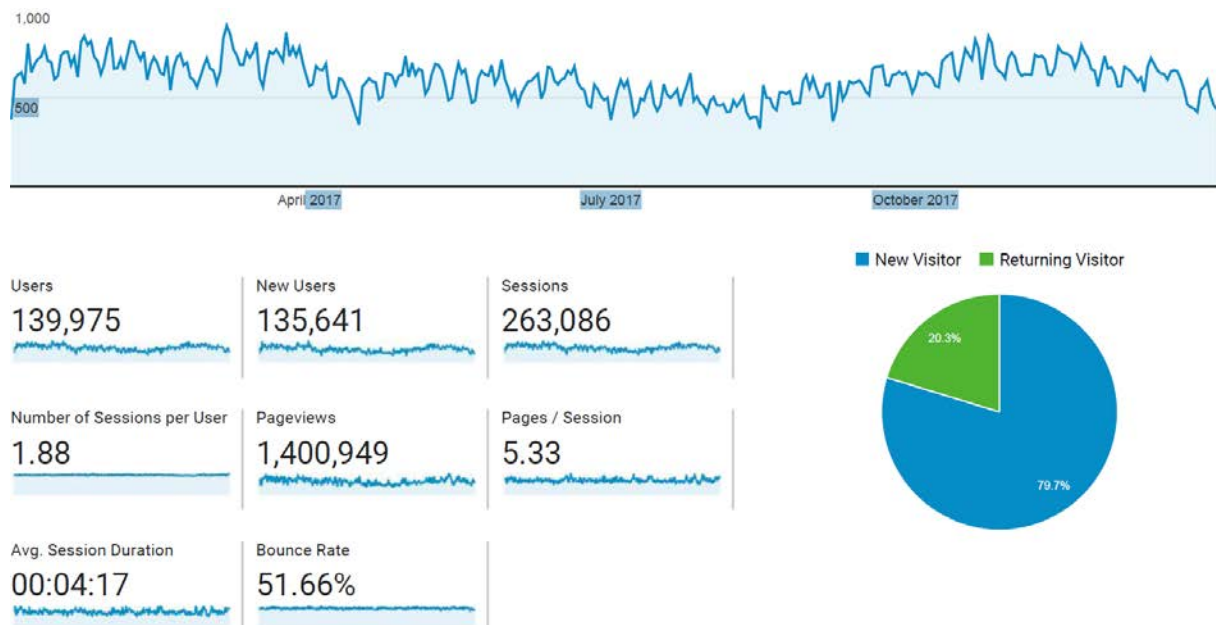 1,000
500
April 2017
July 2017
October 2017
New Visitor
Returning Visitor
Users
139,975
New Users
135,641
Sessions
263,086
20.3%
79.7%
Number of Sessions per User
1.88
Pageviews
1,400,949
Pages / Session
5.33
Avg. Session Duration
00:04:17
Bounce Rate
51.66%